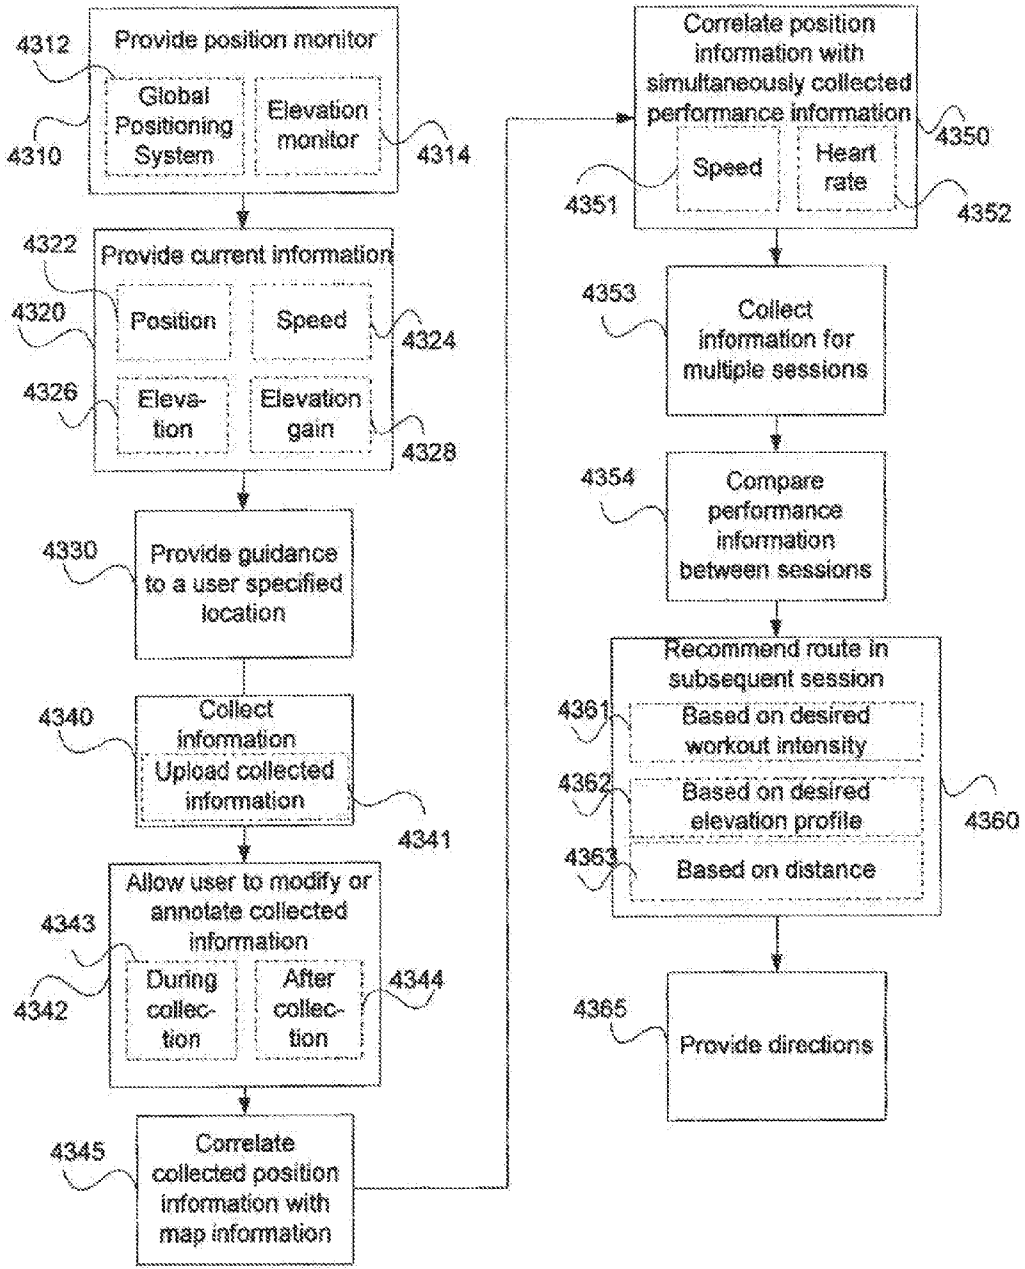 Provide position monitor
4312
Global
Positioning
System
Elevation
monitor
4310
4314
Provide current information
4322
Position
Speed
4320
4324
4326
Eleva-
tion
Elevation
gain
4328
4330
Provide guidance
to a user specified
location
4340
Collect
information
Upload collected
information
4341
Allow user to modify or
annotate collected
information
4343
4342
During
collec-
tion
After
collec-
tion
4344
4345
Correlate
collected position
information with
map information
Correlate position
information with
simultaneously collected
performance information
4350
4351
Speed
Heart
rate
4352
4353
Collect
information for
multiple sessions
4354
Compare
performance
information
between sessions
Recommend route in
subsequent session
4361
Based on desired
workout intensity
4362
Based on desired
elevation profile
4360
4363
Based on distance
4365
Provide directions